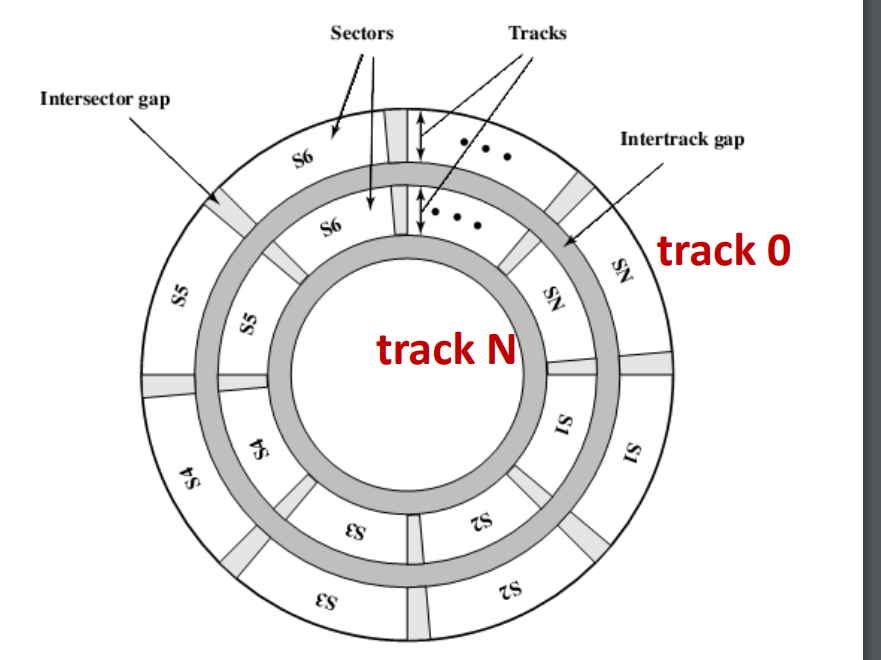 Sectors
Tracks
Intersector gap
Intertrack gap
track 0
track N
S6
• • •
S6
• • •
SN
SN
S5
S5
S4
S4
S3
S3
S2
S2
S1
S1